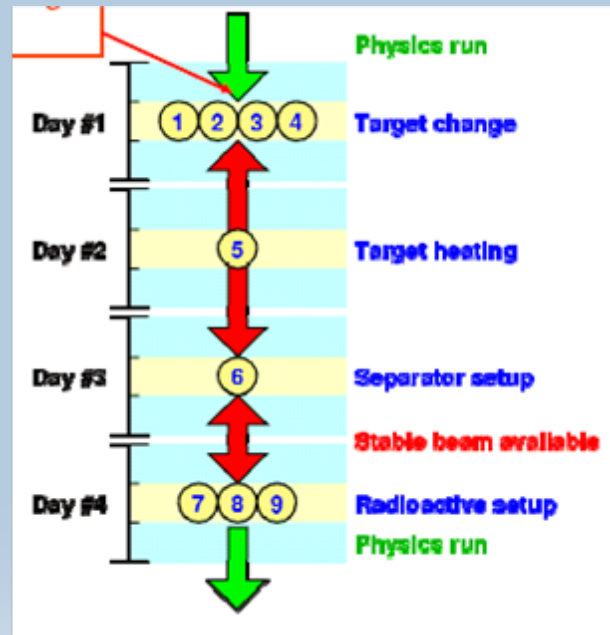 Physics run
Day #1 1 2 3 4 Target change
Day #2 5 Target heating
Day #3 6 Separator setup
Stable beam available
Day #4 7 8 9 Radioactive setup
Physics run